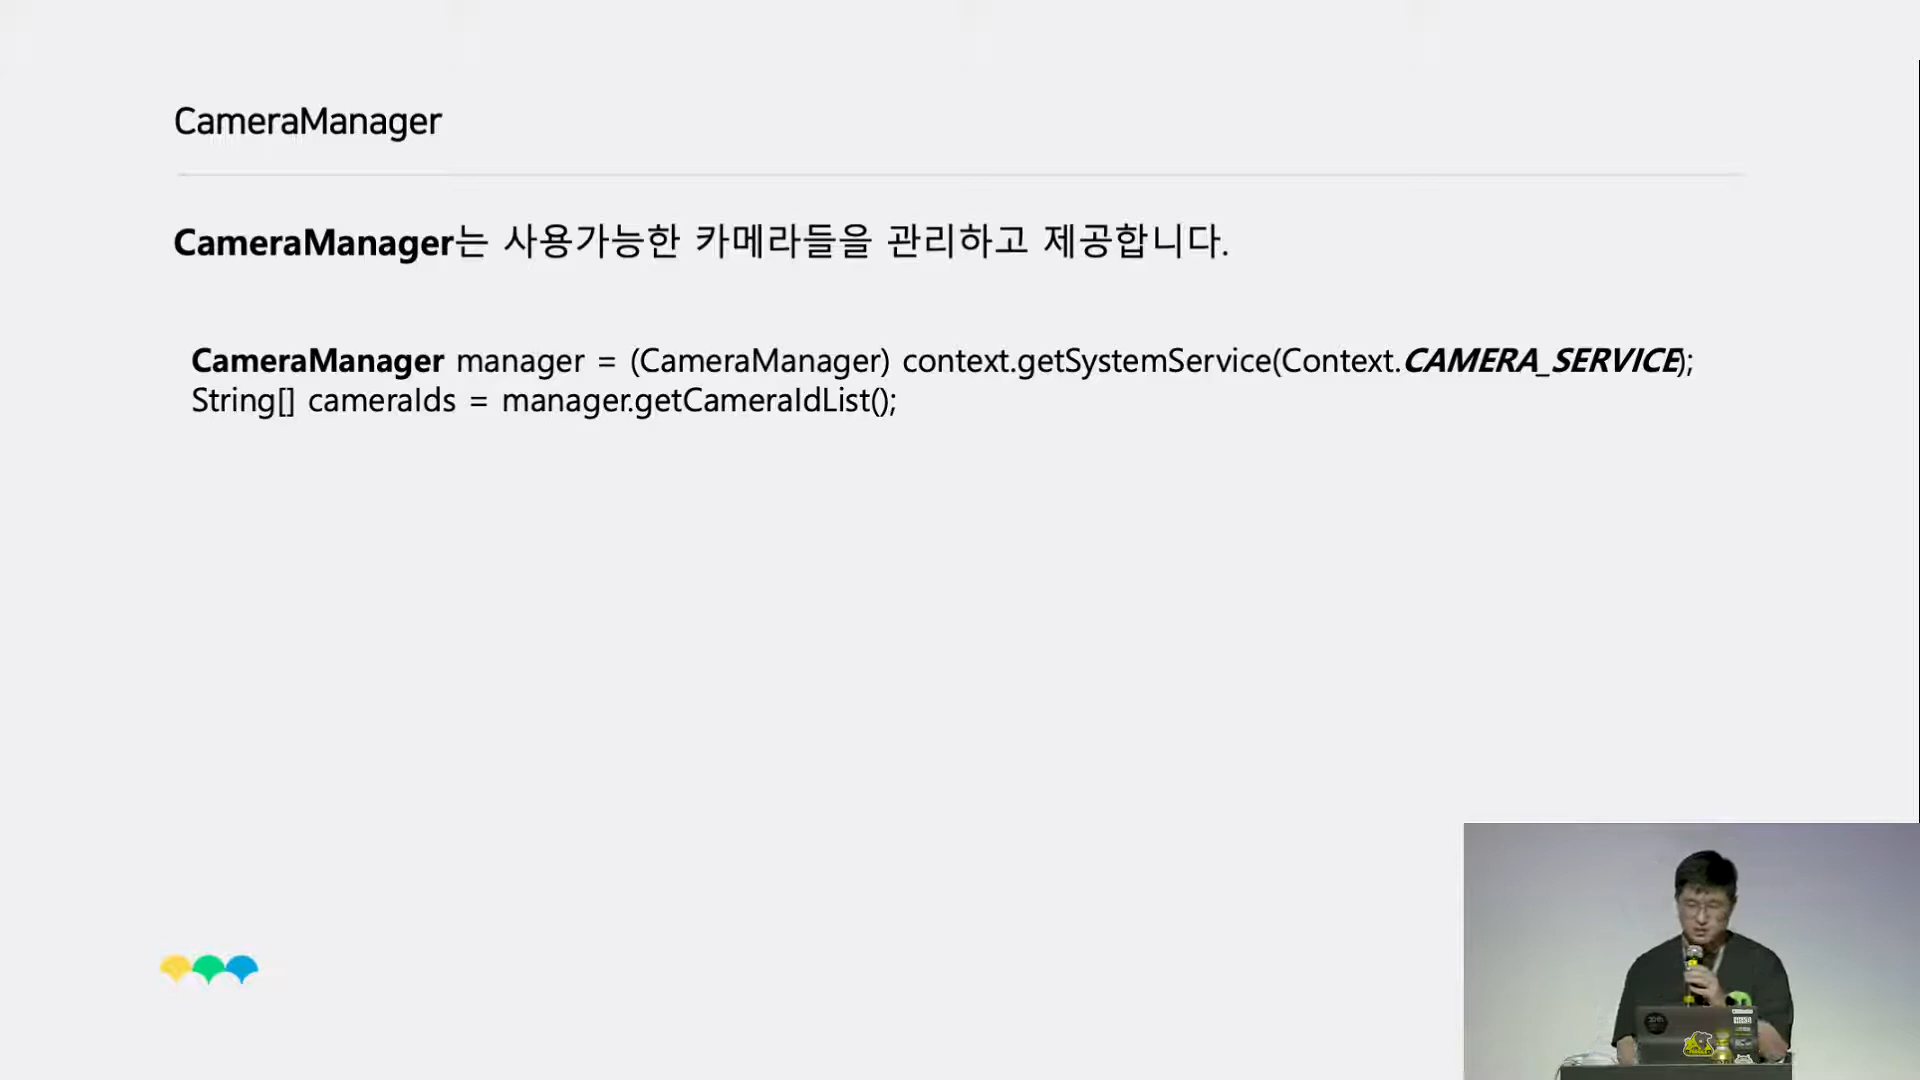 CameraManager
CameraManager는 사용가능한 카메라들을 관리하고 제공합니다.
CameraManager manager = (CameraManager) context.getSystemService(Context.CAMERA_SERVICE);
String[] cameraIds = manager.getCameraIdList();